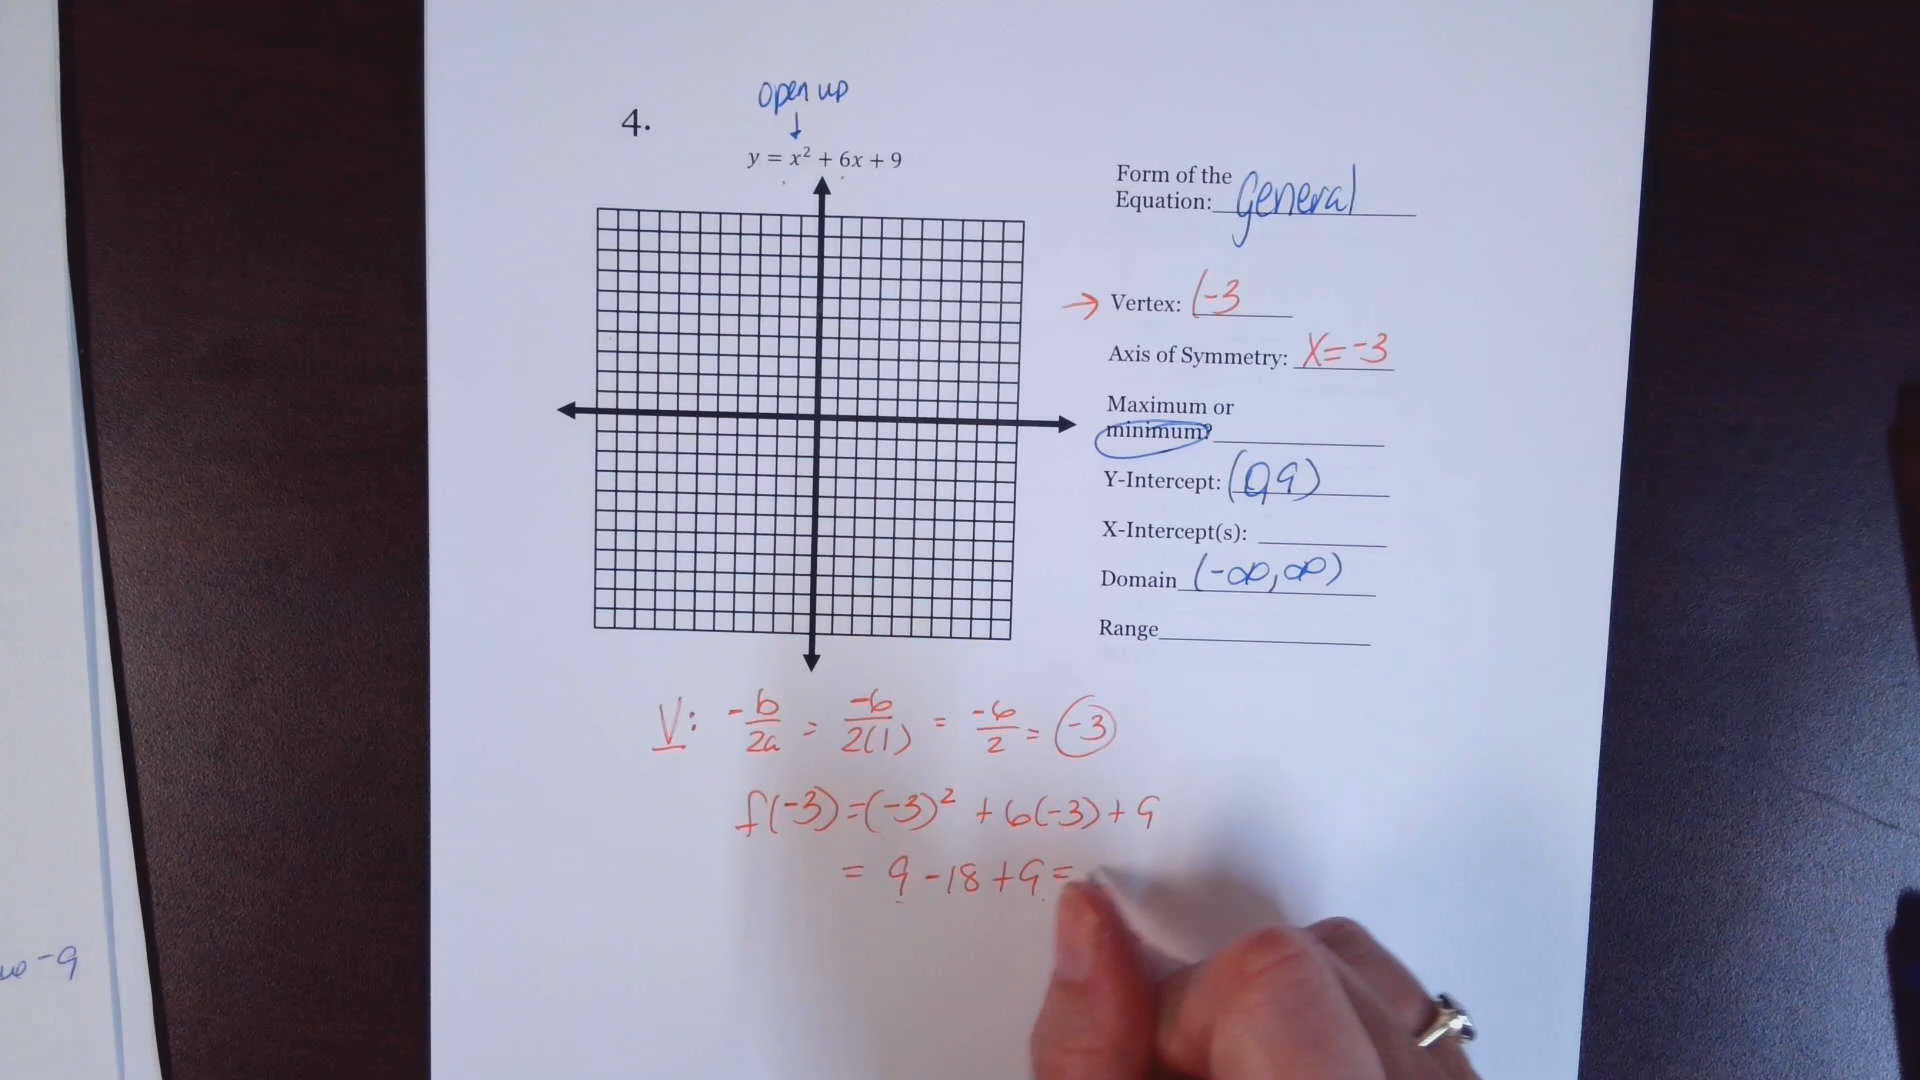 open up
↓
4.
y = x² + 6x + 9
Form of the
Equation: General
→ Vertex: (-3
Axis of Symmetry: X=-3
Maximum or
minimum?
Y-Intercept: (0,9)
X-Intercept(s):
Domain (-∞,∞)
Range
V: -b/2a = -6/2(1) = -6/2 = -3
f(-3)=(-3)² + 6(-3)+9
= 9-18+9=
-9